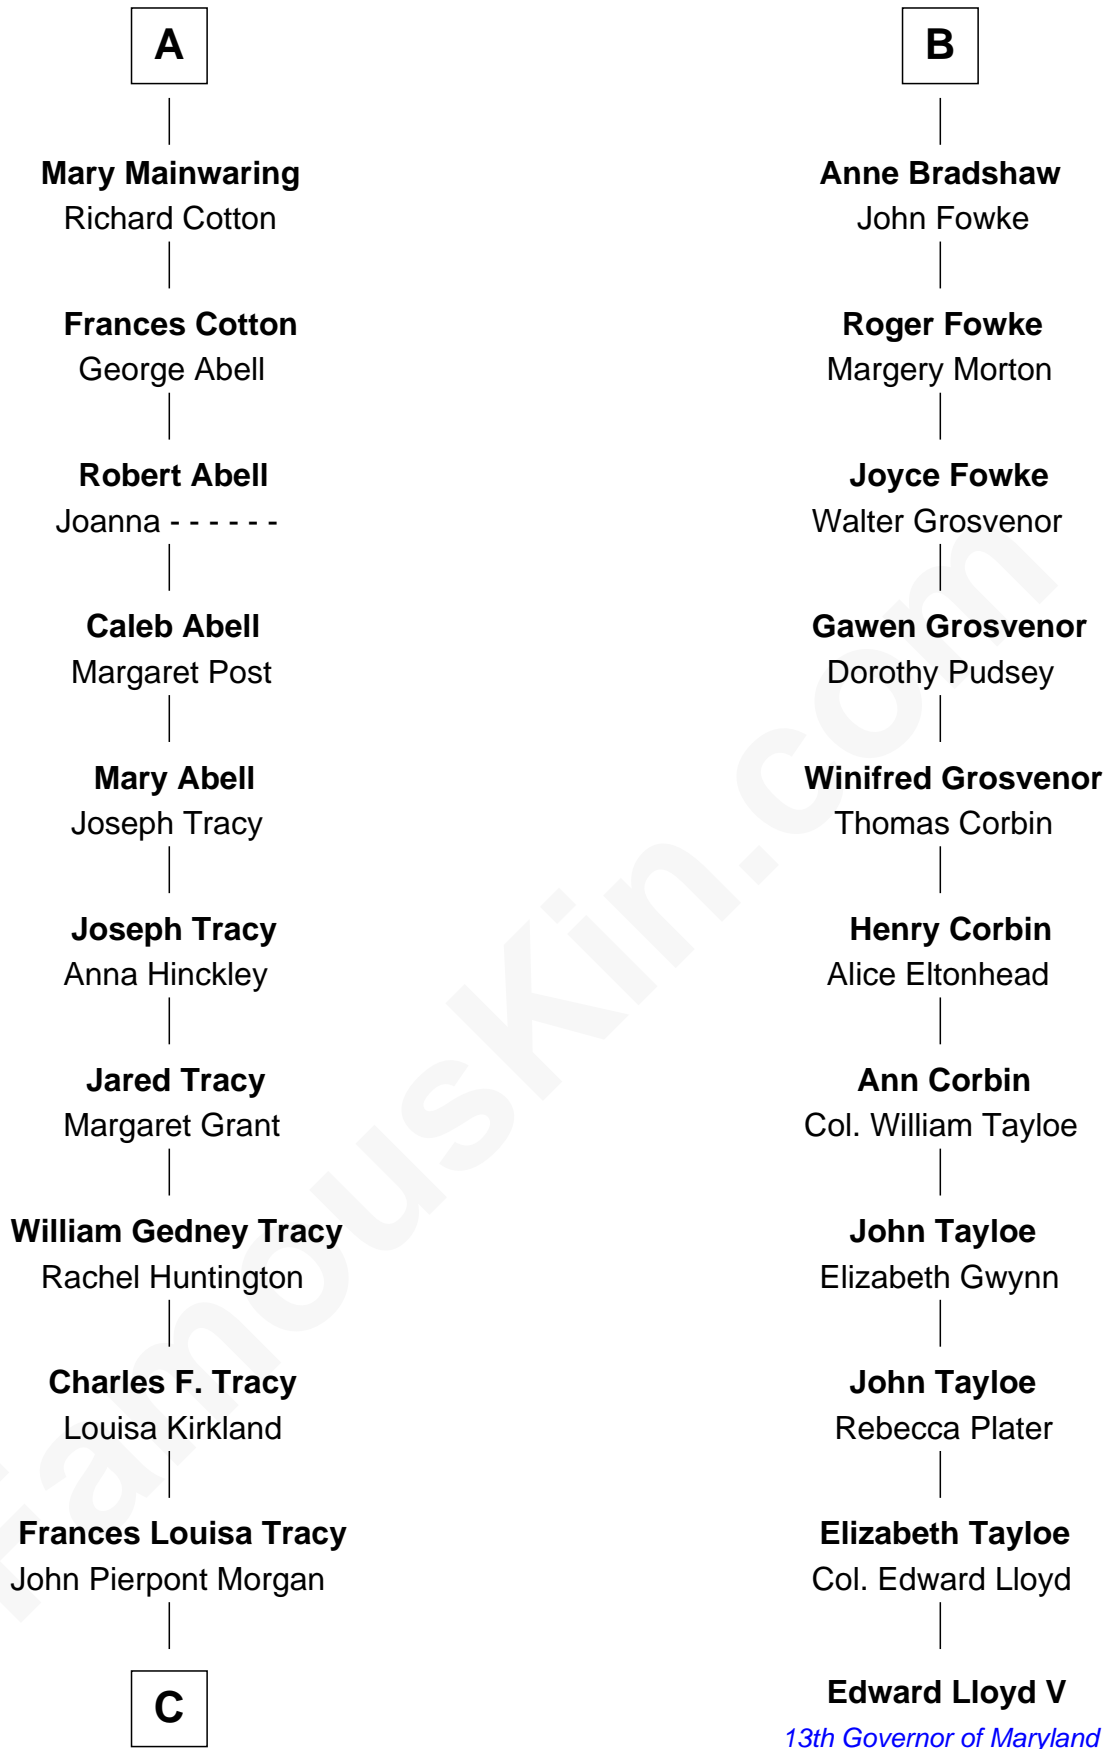 A
Mary Mainwaring
Richard Cotton
Frances Cotton
George Abell
Robert Abell
Joanna - - - - - -
Caleb Abell
Margaret Post
Mary Abell
Joseph Tracy
Joseph Tracy
Anna Hinckley
Jared Tracy
Margaret Grant
William Gedney Tracy
Rachel Huntington
Charles F. Tracy
Louisa Kirkland
Frances Louisa Tracy
John Pierpont Morgan
C
B
Anne Bradshaw
John Fowke
Roger Fowke
Margery Morton
Joyce Fowke
Walter Grosvenor
Gawen Grosvenor
Dorothy Pudsey
Winifred Grosvenor
Thomas Corbin
Henry Corbin
Alice Eltonhead
Ann Corbin
Col. William Tayloe
John Tayloe
Elizabeth Gwynn
John Tayloe
Rebecca Plater
Elizabeth Tayloe
Col. Edward Lloyd
Edward Lloyd V
13th Governor of Maryland
FamousKin.com